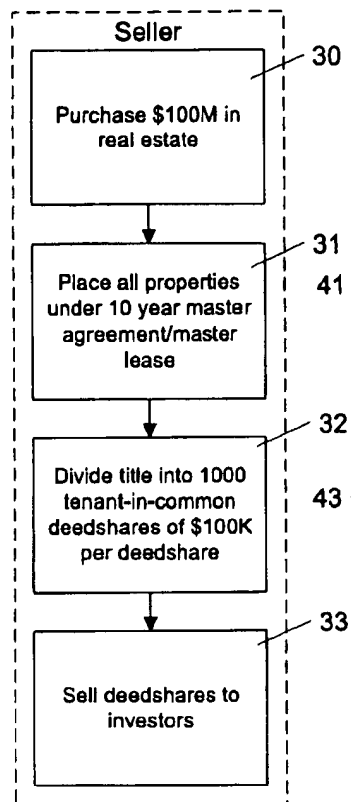 Seller
30
Purchase $100M in
real estate
31
41
Place all properties
under 10 year master
agreement/master
lease
32
43
Divide title into 1000
tenant-in-common
deedshares of $100K
per deedshare
33
Sell deedshares to
investors